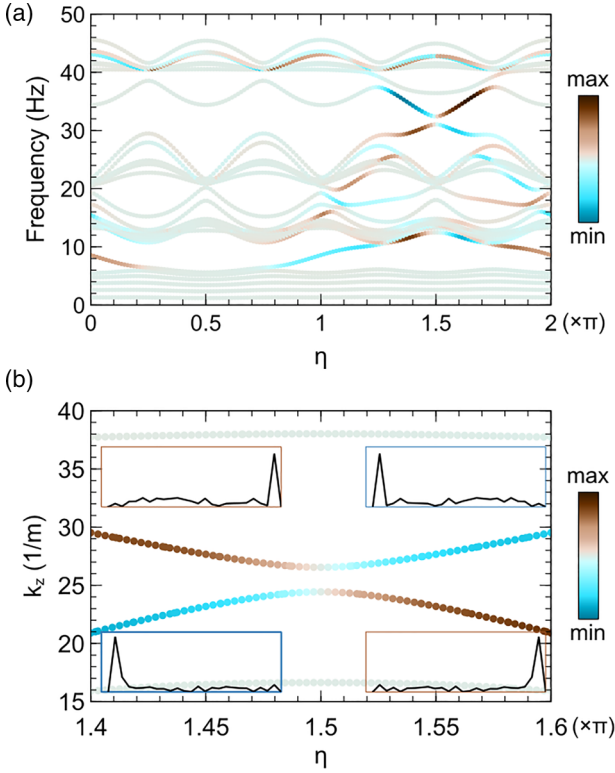 (a)
50
40
30
20
10
0
Frequency (Hz)
0 0.5 1 1.5 2 (×π)
η
max
min
(b)
40
35
30
25
20
15
k_z (1/m)
1.4 1.45 1.5 1.55 1.6 (×π)
η
max
min